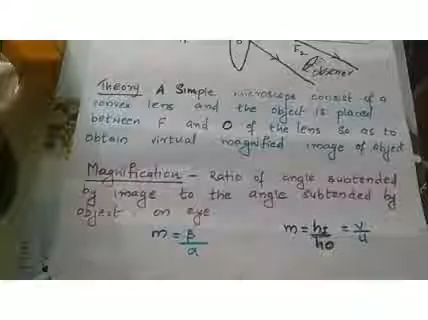 O
F₂
observer
Theory A Simple microscope consist of a
convex lens and the object is placed
between F and O of the lens so as to
obtain virtual magnified image of object
Magnification - Ratio of angle subtended
by image to the angle subtended by
object on eye
m = β/α m = hI/hO = v/u